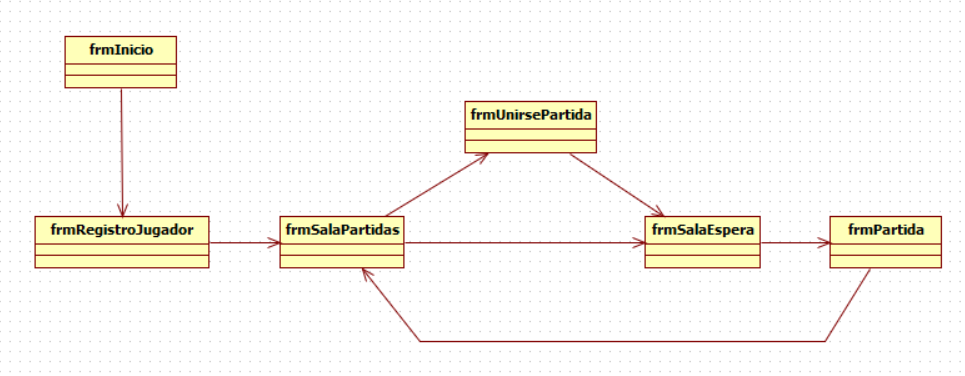 frmInicio
frmUnirsePartida
frmRegistroJugador
frmSalaPartidas
frmSalaEspera
frmPartida